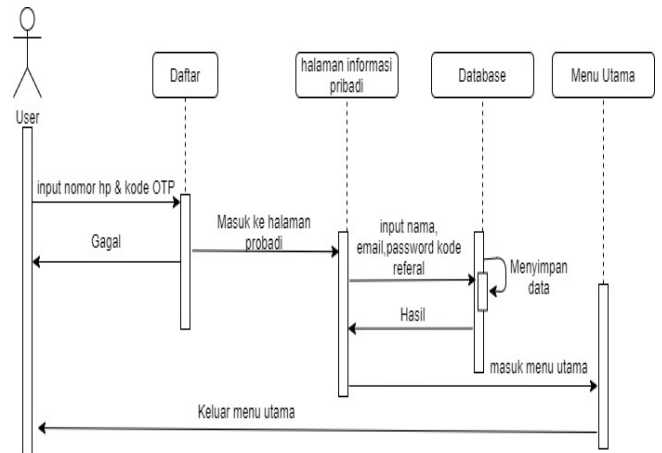 Daftar
halaman informasi
pribadi
Database
Menu Utama
User
input nomor hp & kode OTP
Gagal
Masuk ke halaman
probadi
input nama,
email,password kode
referal
Menyimpan
data
Hasil
masuk menu utama
Keluar menu utama